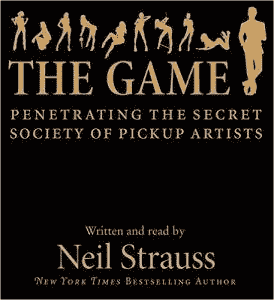 THE GAME
PENETRATING THE SECRET
SOCIETY OF PICKUP ARTISTS
Written and read by
Neil Strauss
NEW YORK TIMES BESTSELLING AUTHOR